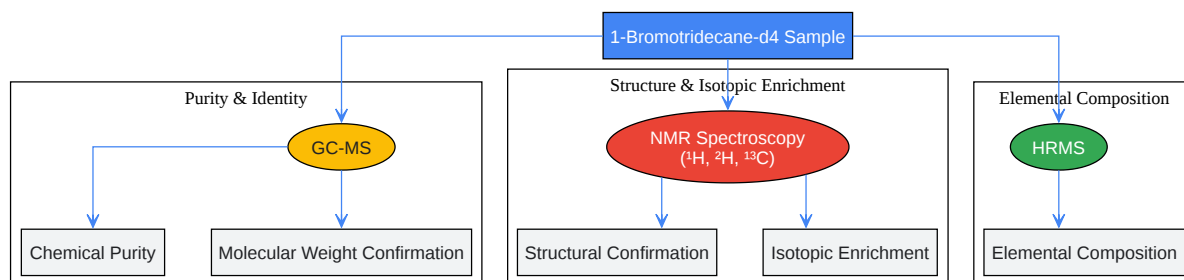 1-Bromotridecane-d4 Sample
Purity & Identity
Structure & Isotopic Enrichment
Elemental Composition
GC-MS
NMR Spectroscopy
(¹H, ²H, ¹³C)
HRMS
Chemical Purity
Molecular Weight Confirmation
Structural Confirmation
Isotopic Enrichment
Elemental Composition